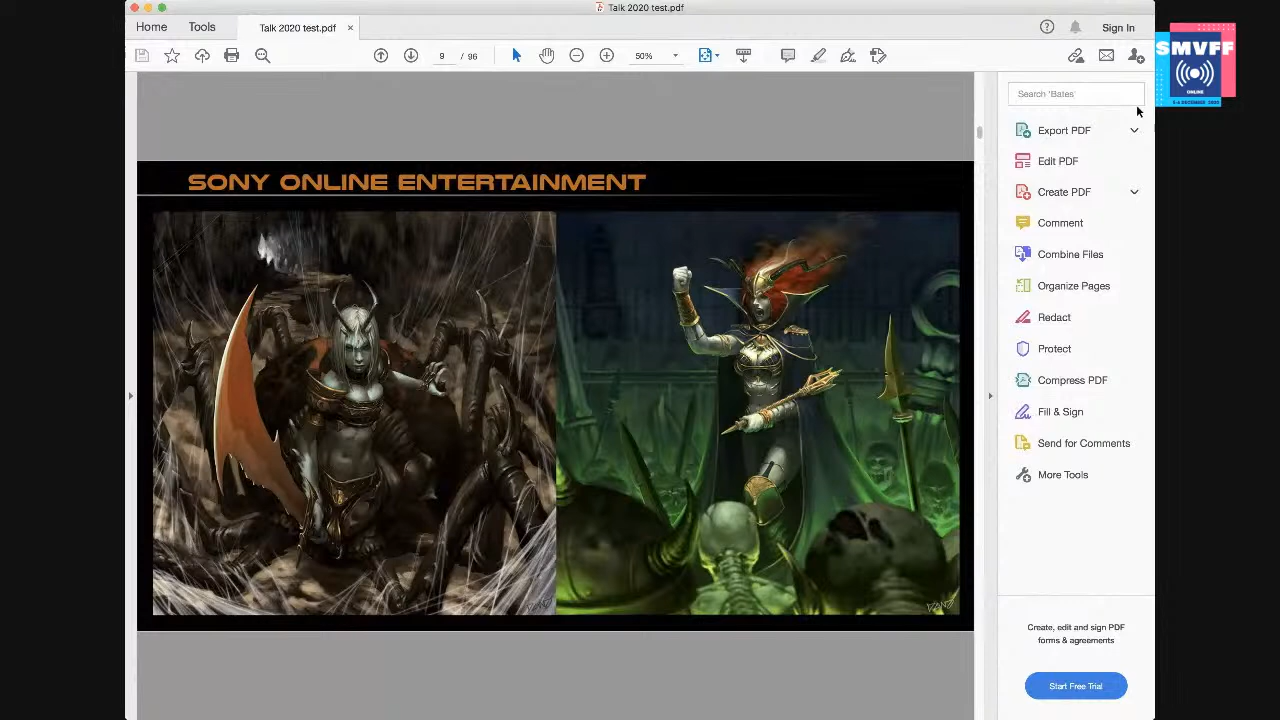 Talk 2020 test.pdf
Home
Tools
Talk 2020 test.pdf
×
Sign In
9
/ 96
50%
SMVFF
ONLINE
Search 'Bates'
Export PDF
Edit PDF
Create PDF
Comment
Combine Files
Organize Pages
Redact
Protect
Compress PDF
Fill & Sign
Send for Comments
More Tools
SONY ONLINE ENTERTAINMENT
Create, edit and sign PDF
forms & agreements
Start Free Trial